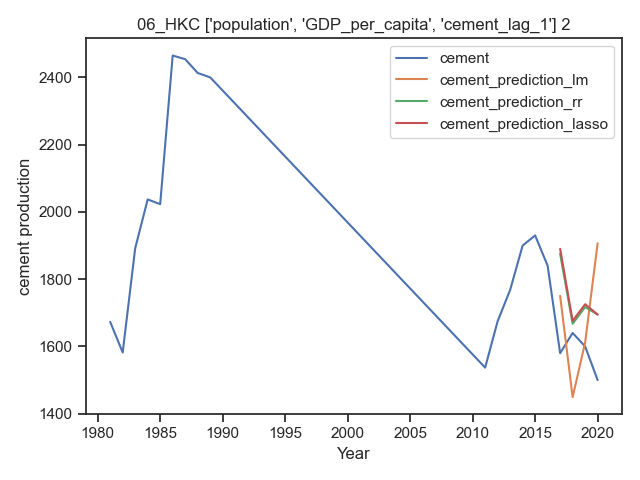 06_HKC ['population', 'GDP_per_capita', 'cement_lag_1'] 2
cement
cement_prediction_lm
cement_prediction_rr
cement_prediction_lasso
cement production
2400
2200
2000
1800
1600
1400
1980 1985 1990 1995 2000 2005 2010 2015 2020
Year